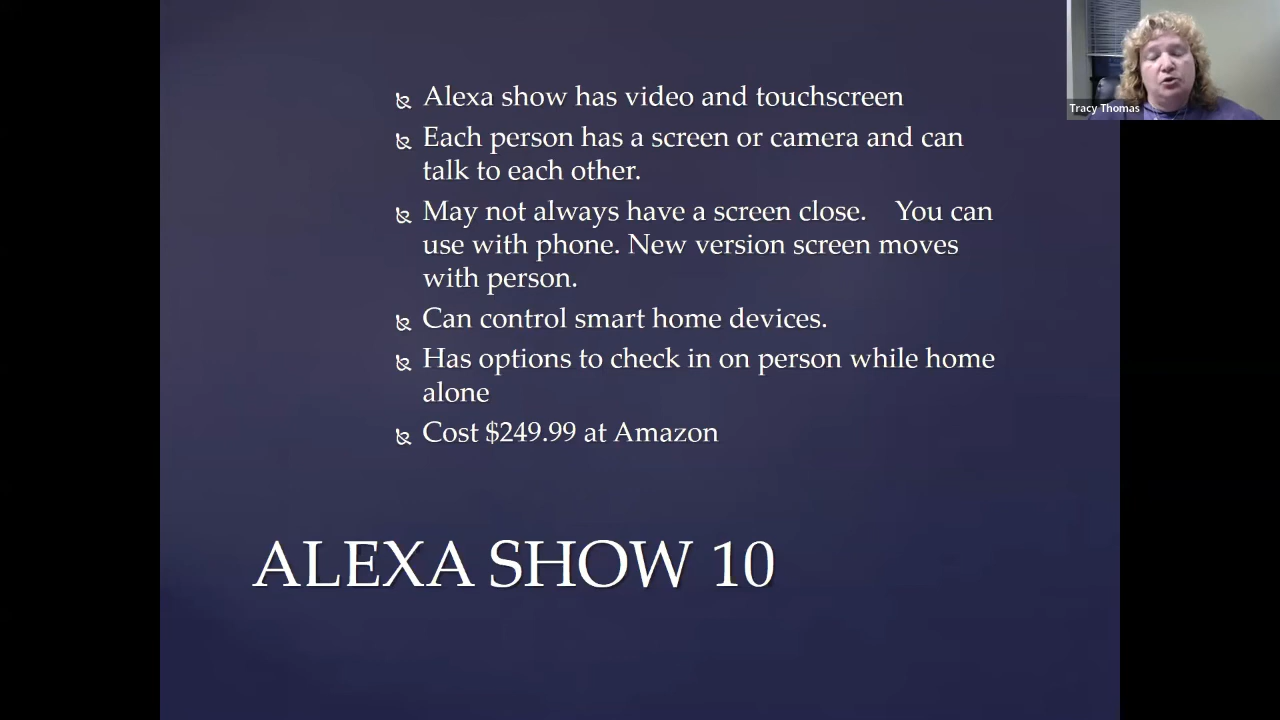 Alexa show has video and touchscreen
Each person has a screen or camera and can
talk to each other.
May not always have a screen close. You can
use with phone. New version screen moves
with person.
Can control smart home devices.
Has options to check in on person while home
alone
Cost $249.99 at Amazon
ALEXA SHOW 10
Tracy Thomas